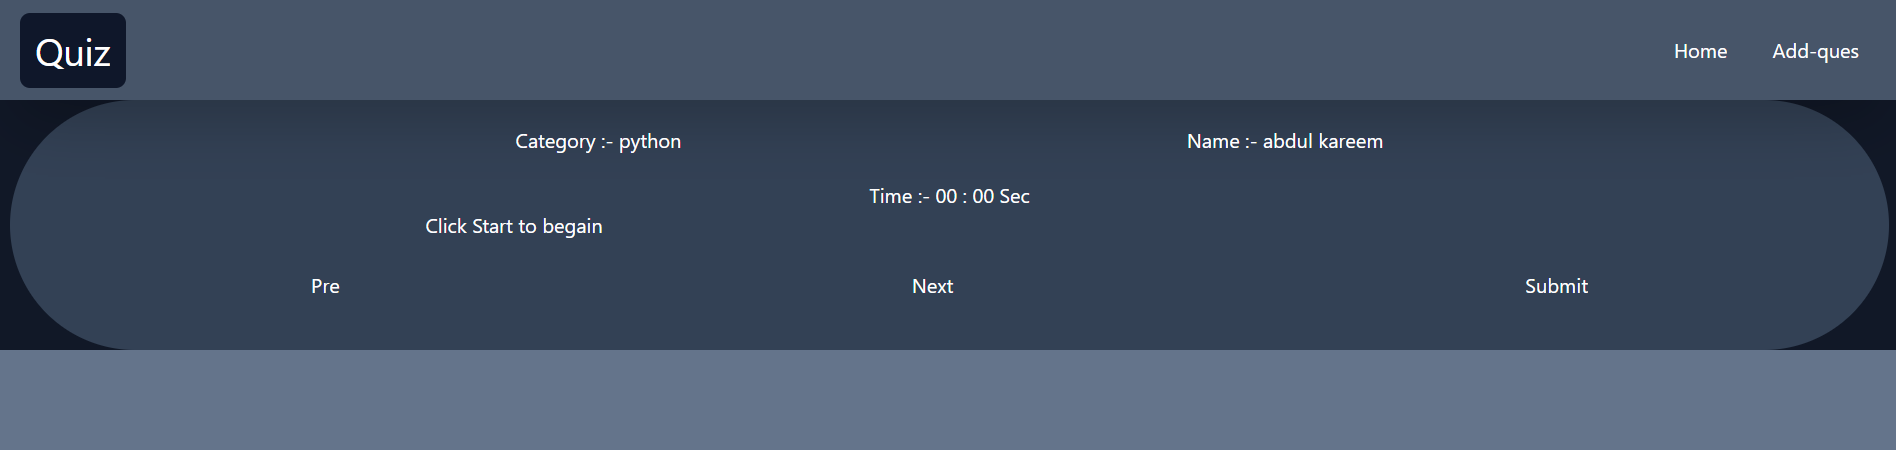 Quiz
Home Add-ques
Category :- python Name :- abdul kareem
Time :- 00 : 00 Sec
Click Start to begain
Pre Next Submit